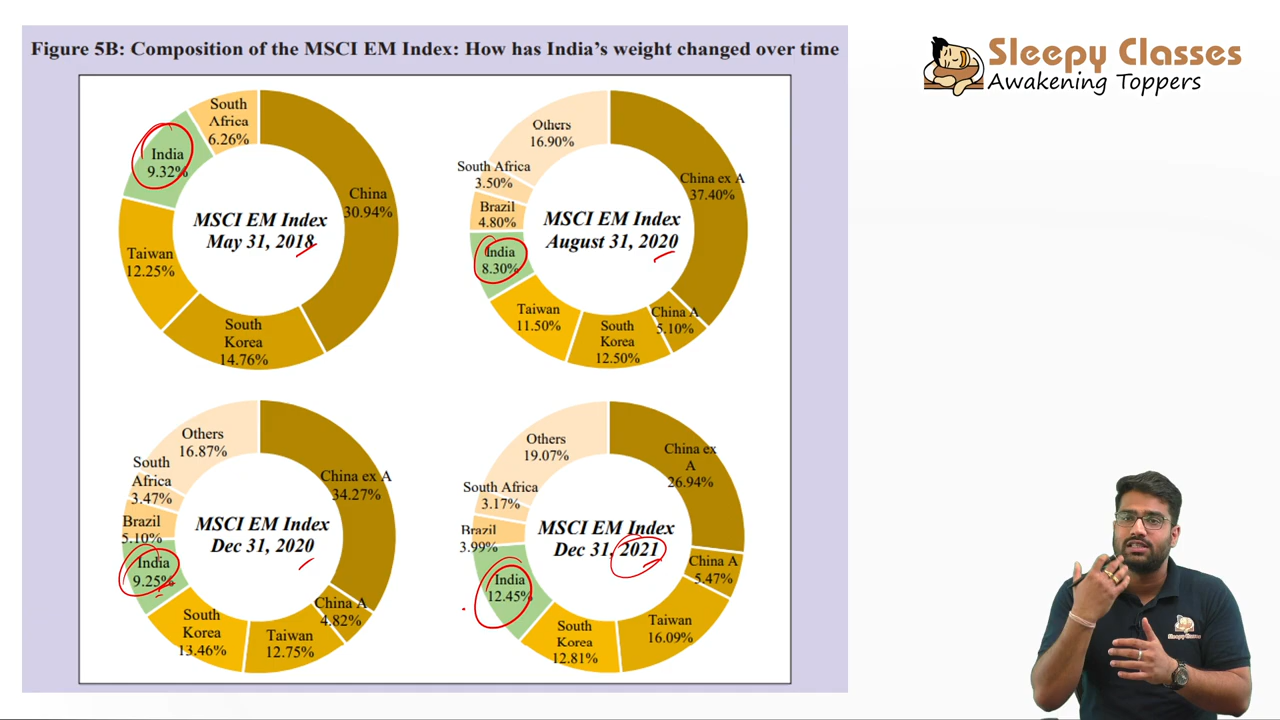 Figure 5B: Composition of the MSCI EM Index: How has India's weight changed over time
Sleepy Classes
Awakening Toppers
South
Africa
6.26%
India
9.32%
China
30.94%
MSCI EM Index
May 31, 2018
Taiwan
12.25%
South
Korea
14.76%
Others
16.90%
South Africa
3.50%
China ex A
37.40%
Brazil
4.80%
MSCI EM Index
August 31, 2020
India
8.30%
Taiwan
11.50%
South
Korea
12.50%
China A
5.10%
Others
16.87%
South
Africa
3.47%
China ex A
34.27%
Brazil
5.10%
MSCI EM Index
Dec 31, 2020
India
9.25%
South
Korea
13.46%
Taiwan
12.75%
China A
4.82%
Others
19.07%
China ex
A
26.94%
South Africa
3.17%
Brazil
3.99%
MSCI EM Index
Dec 31, 2021
China A
5.47%
India
12.45%
South
Korea
12.81%
Taiwan
16.09%
Sleepy Classes